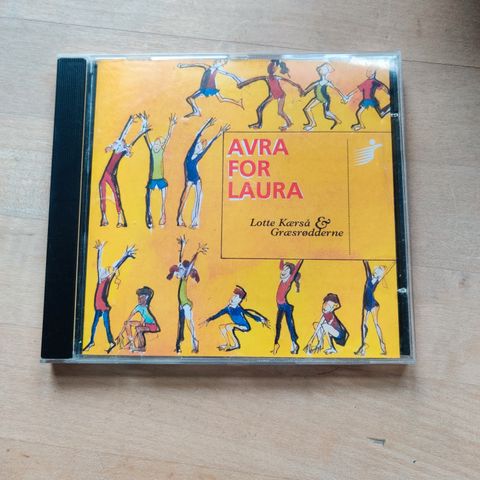 AVRA
FOR
LAURA
Lotte Kærså &
Græsrødderne